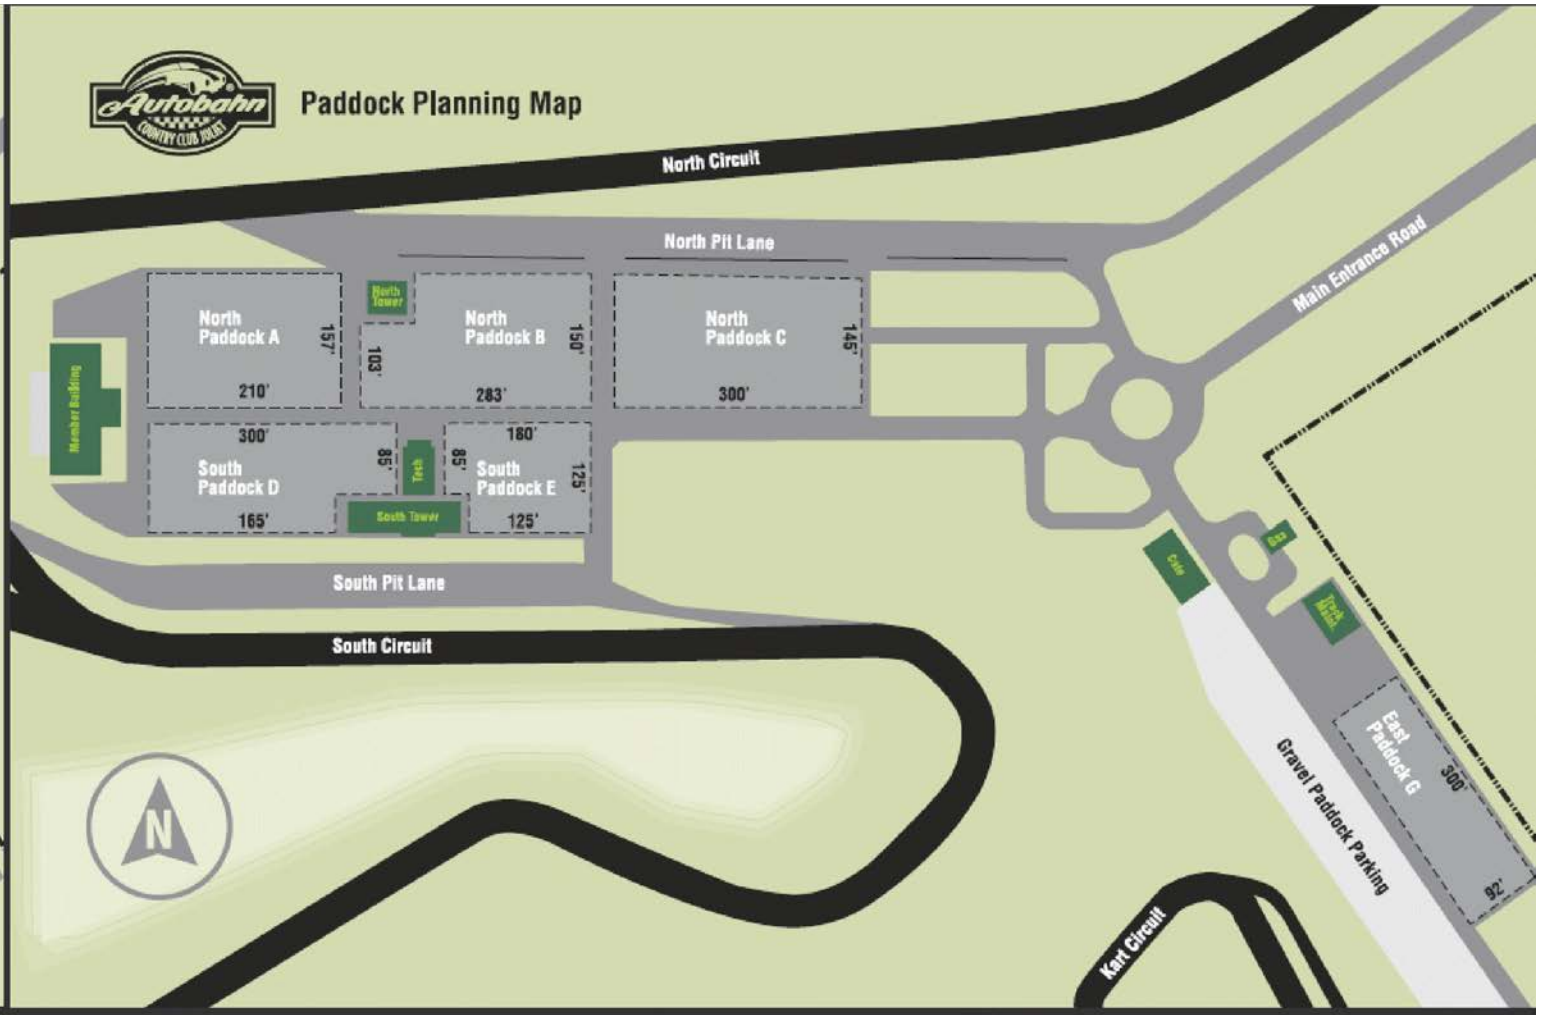 Autobahn
COUNTRY CLUB JOLIET
Paddock Planning Map
North Circuit
North Pit Lane
Main Entrance Road
North
Paddock A
157'
210'
North
Tower
103'
North
Paddock B
150'
283'
North
Paddock C
145'
300'
Member Building
300'
South
Paddock D
85'
165'
Tech
South Tower
85'
180'
South
Paddock E
125'
125'
South Pit Lane
South Circuit
Gas
Cafe
Track
Maint.
East
Paddock G
300'
92'
Gravel Paddock Parking
Kart Circuit
N